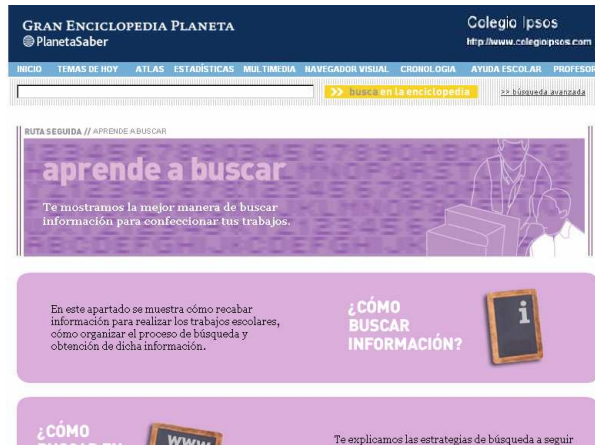 GRAN ENCICLOPEDIA PLANETA
PlanetaSaber
Colegio Ipsos
http://www.colegioipsos.com
INICIO TEMAS DE HOY ATLAS ESTADÍSTICAS MULTIMEDIA NAVEGADOR VISUAL CRONOLOGIA AYUDA ESCOLAR PROFESOR
>> busca en la enciclopedia
>> búsqueda avanzada
RUTA SEGUIDA // APRENDE A BUSCAR
aprende a buscar
Te mostramos la mejor manera de buscar
información para confeccionar tus trabajos.
En este apartado se muestra cómo recabar
información para realizar los trabajos escolares,
cómo organizar el proceso de búsqueda y
obtención de dicha información.
¿CÓMO
BUSCAR
INFORMACIÓN?
i
¿CÓMO
BUSCAR EN
WWW
Te explicamos las estrategias de búsqueda a seguir